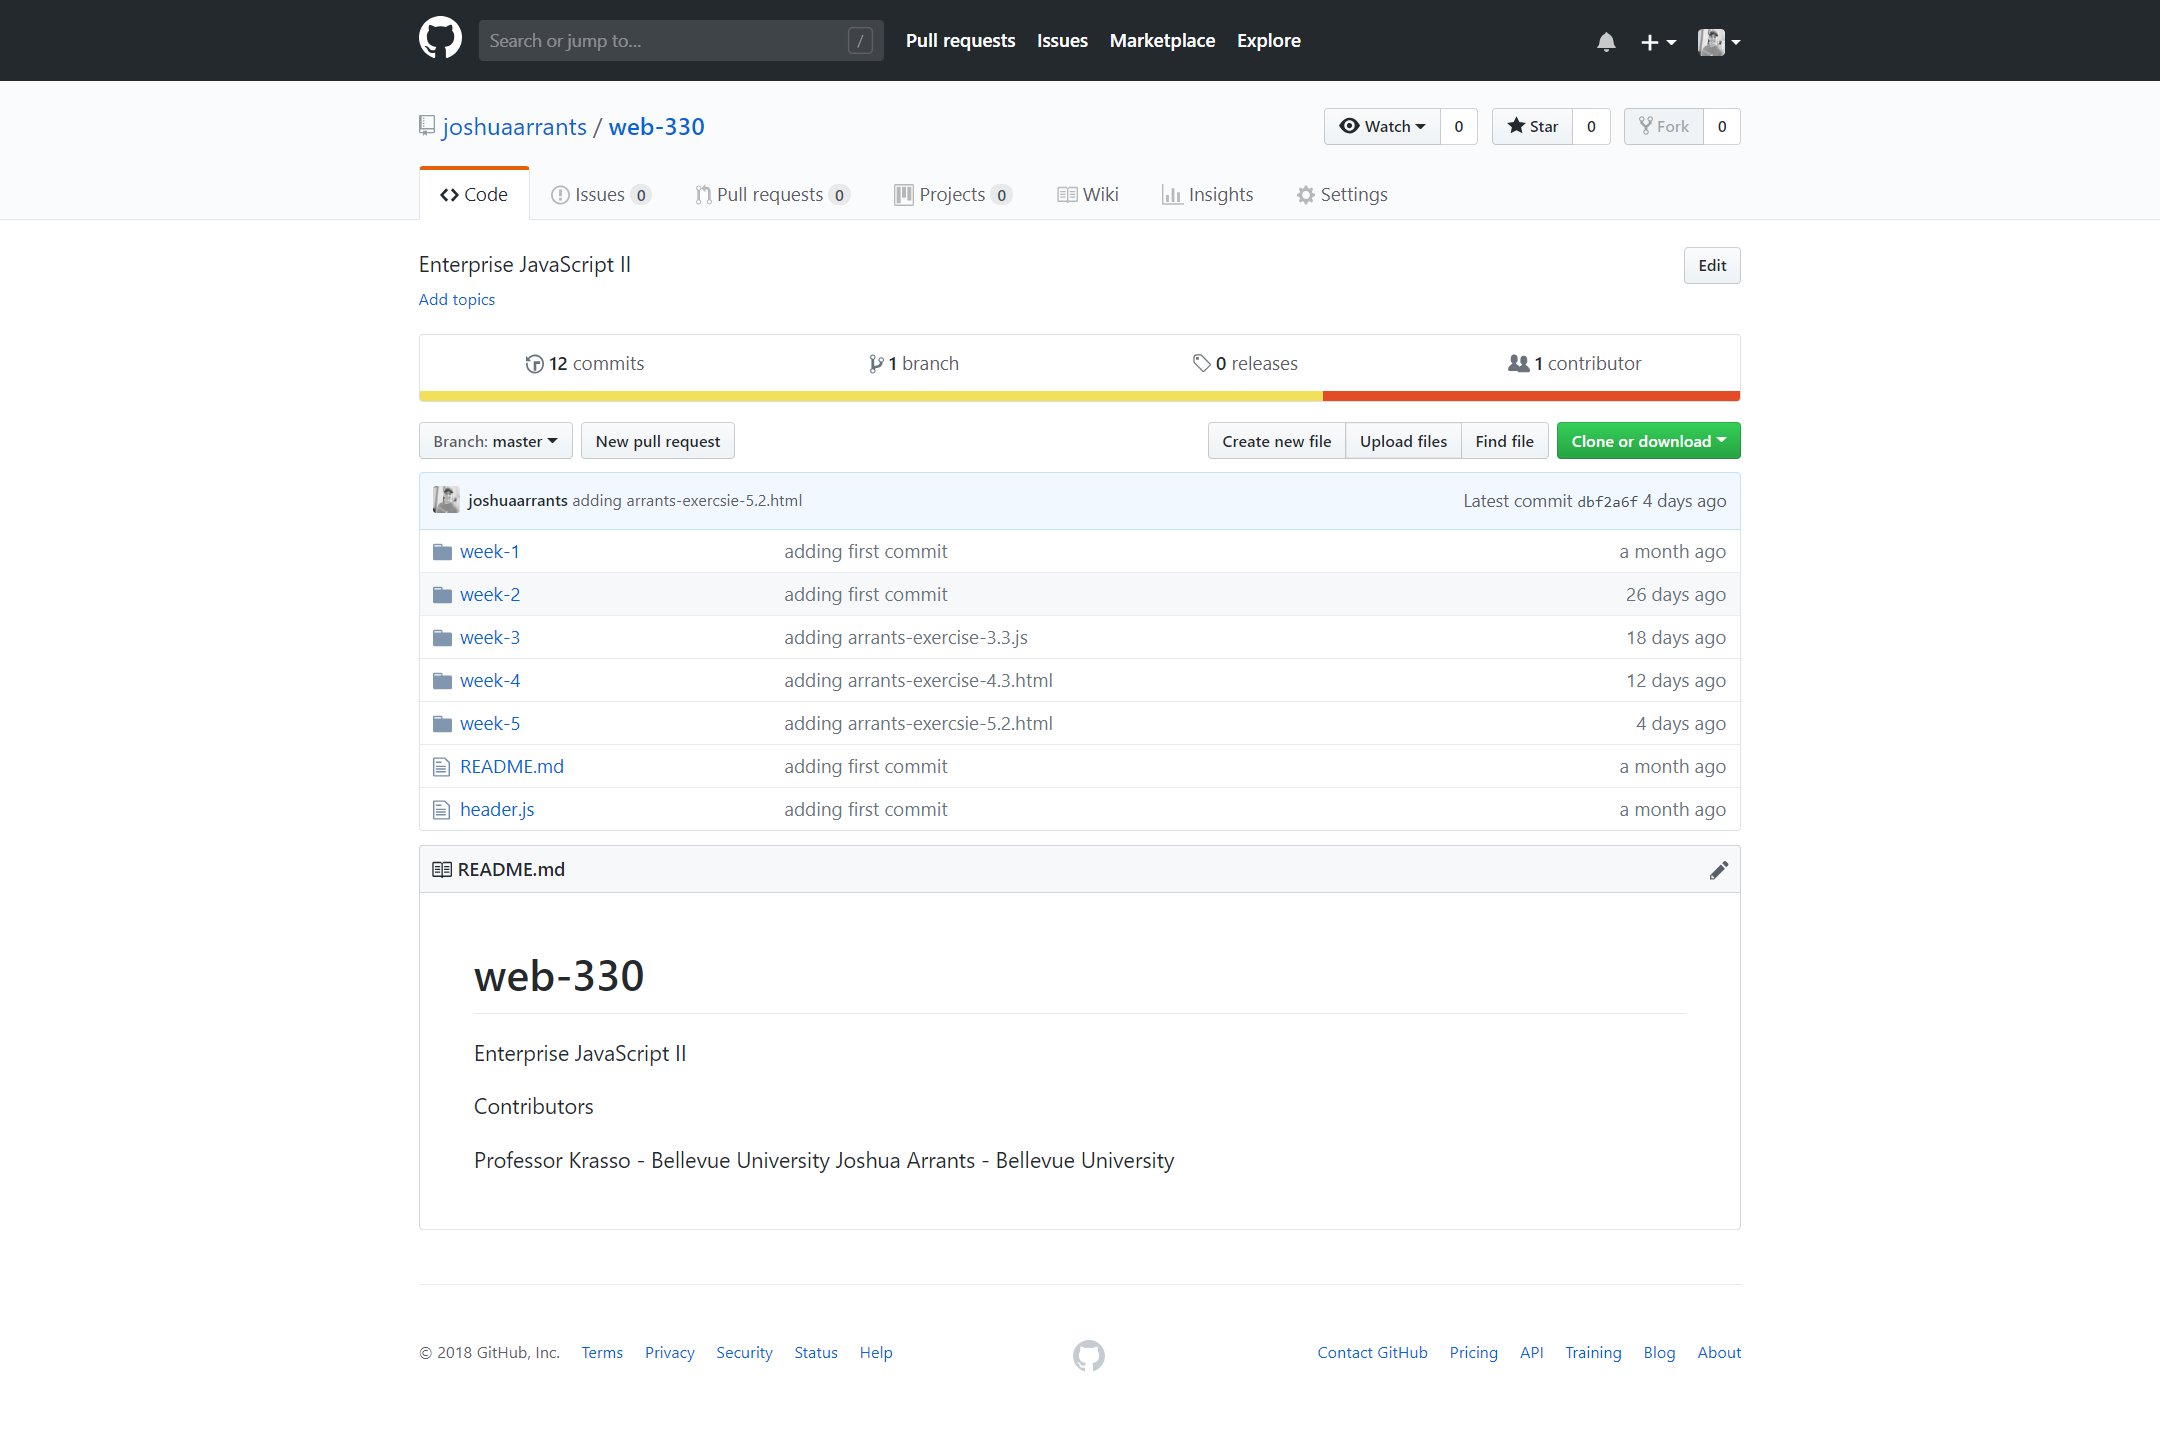 Search or jump to... / Pull requests Issues Marketplace Explore
joshuaarrants / web-330 Watch 0 Star 0 Fork 0
Code Issues 0 Pull requests 0 Projects 0 Wiki Insights Settings
Enterprise JavaScript II Edit
Add topics
12 commits 1 branch 0 releases 1 contributor
Branch: master New pull request Create new file Upload files Find file Clone or download
joshuaarrants adding arrants-exercsie-5.2.html Latest commit dbf2a6f 4 days ago
week-1 adding first commit a month ago
week-2 adding first commit 26 days ago
week-3 adding arrants-exercise-3.3.js 18 days ago
week-4 adding arrants-exercise-4.3.html 12 days ago
week-5 adding arrants-exercsie-5.2.html 4 days ago
README.md adding first commit a month ago
header.js adding first commit a month ago
README.md
web-330
Enterprise JavaScript II
Contributors
Professor Krasso - Bellevue University Joshua Arrants - Bellevue University
© 2018 GitHub, Inc. Terms Privacy Security Status Help Contact GitHub Pricing API Training Blog About